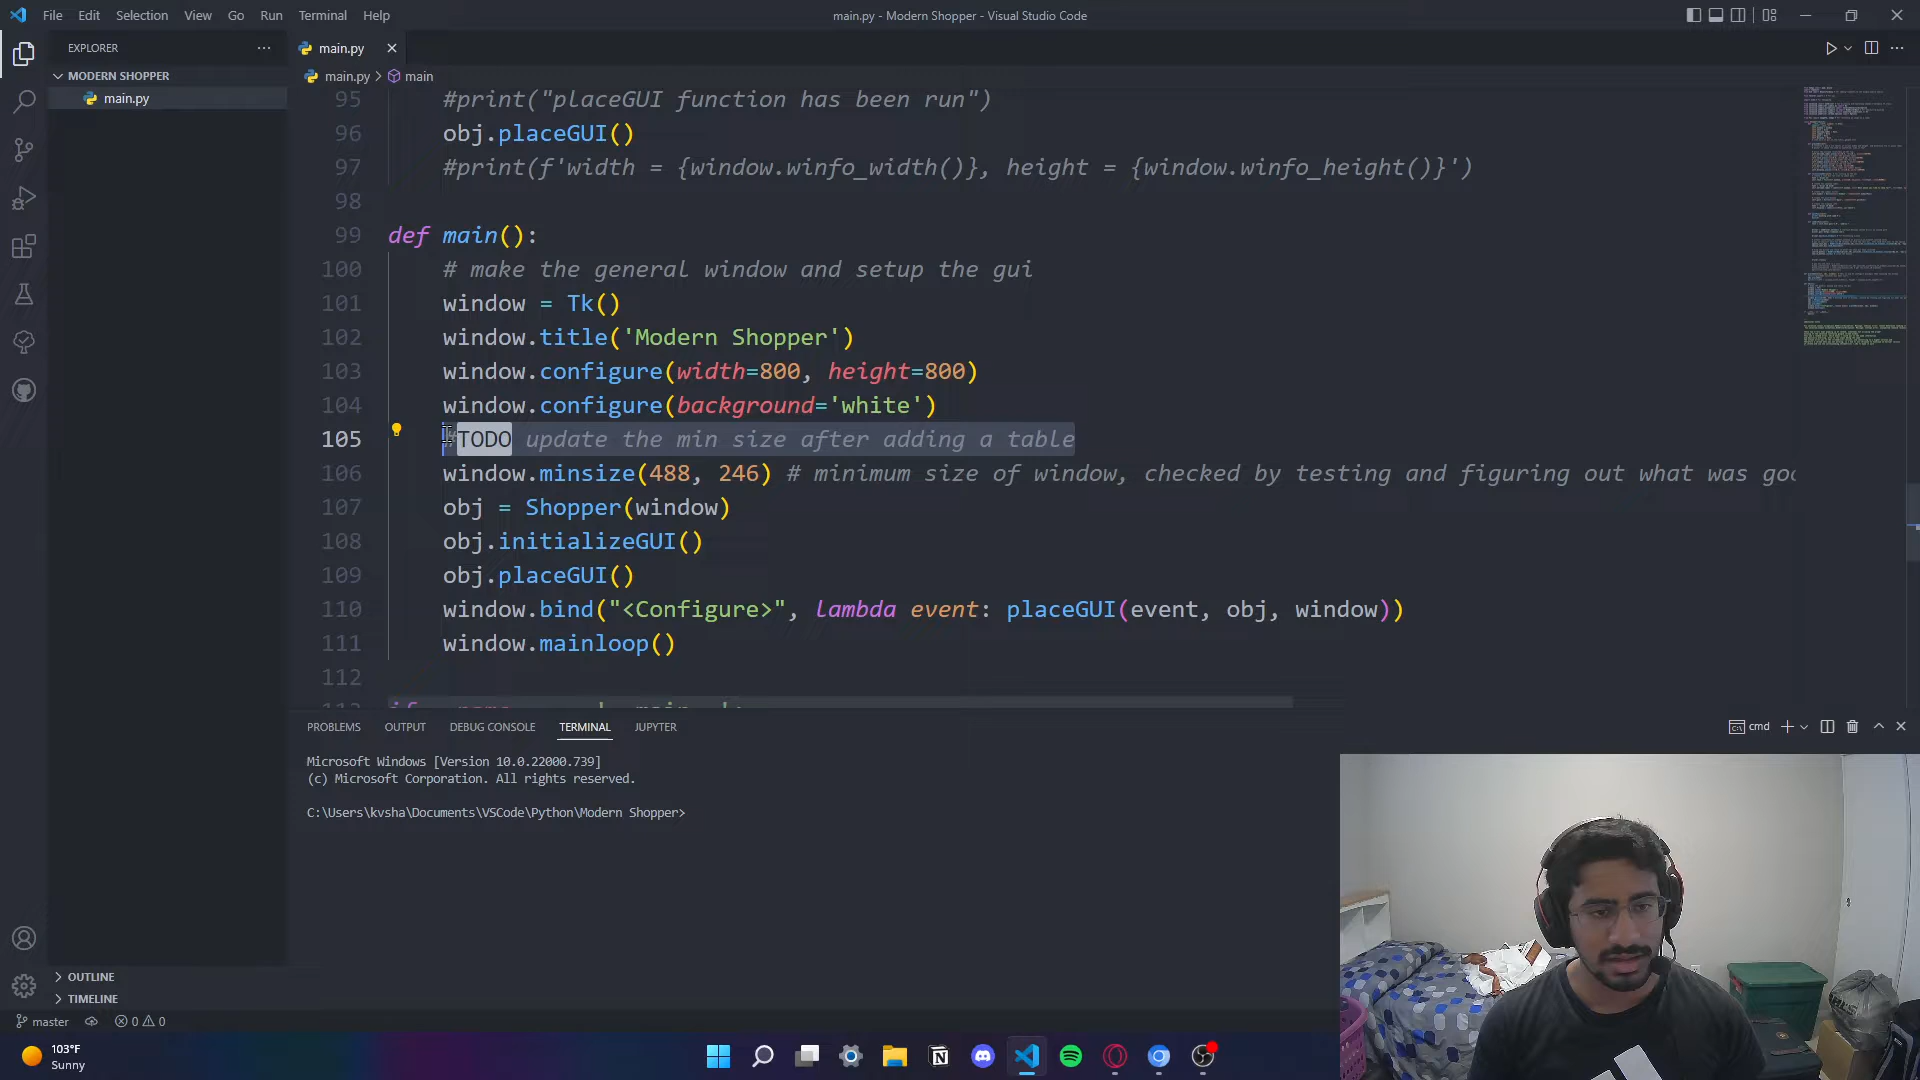 File Edit Selection View Go Run Terminal Help
main.py - Modern Shopper - Visual Studio Code
EXPLORER
MODERN SHOPPER
main.py
main.py
main.py > main
95 #print("placeGUI function has been run")
96 obj.placeGUI()
97 #print(f'width = {window.winfo_width()}, height = {window.winfo_height()}')
98
99 def main():
100 # make the general window and setup the gui
101 window = Tk()
102 window.title('Modern Shopper')
103 window.configure(width=800, height=800)
104 window.configure(background='white')
105 #TODO update the min size after adding a table
106 window.minsize(488, 246) # minimum size of window, checked by testing and figuring out what was goo
107 obj = Shopper(window)
108 obj.initializeGUI()
109 obj.placeGUI()
110 window.bind("<Configure>", lambda event: placeGUI(event, obj, window))
111 window.mainloop()
112
PROBLEMS OUTPUT DEBUG CONSOLE TERMINAL JUPYTER
cmd
Microsoft Windows [Version 10.0.22000.739]
(c) Microsoft Corporation. All rights reserved.
C:\Users\kvsha\Documents\VSCode\Python\Modern Shopper>
OUTLINE
TIMELINE
master 0 0
103°F
Sunny